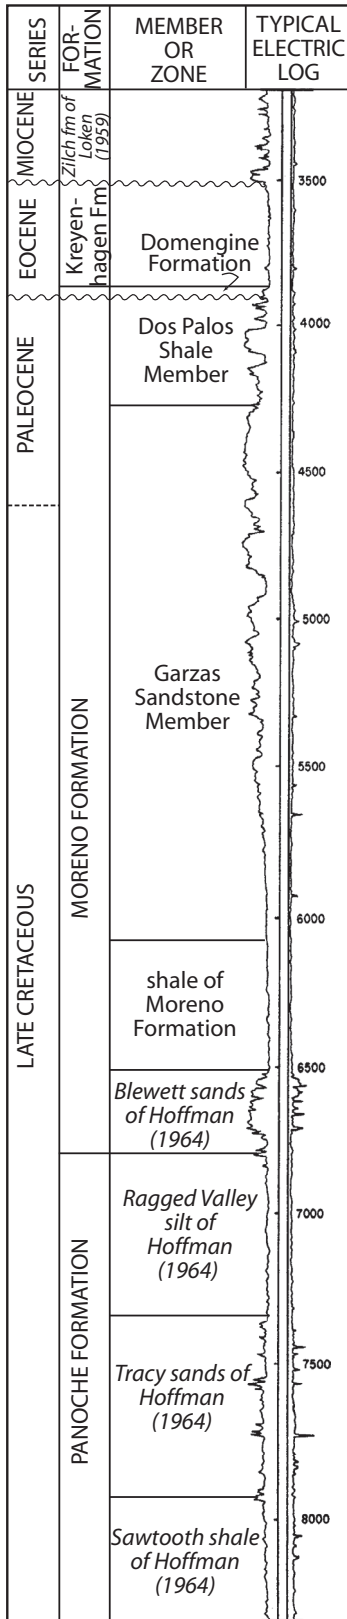 SERIES
FOR-
MATION
MEMBER
OR
ZONE
TYPICAL
ELECTRIC
LOG
MIOCENE
Zilch fm of
Loken
(1959)
3500
EOCENE
Kreyen-
hagen Fm
Domengine
Formation
PALEOCENE
4000
Dos Palos
Shale
Member
4500
5000
LATE CRETACEOUS
MORENO FORMATION
Garzas
Sandstone
Member
5500
6000
shale of
Moreno
Formation
6500
Blewett sands
of Hoffman
(1964)
PANOCHE FORMATION
Ragged Valley
silt of
Hoffman
(1964)
7000
Tracy sands of
Hoffman
(1964)
7500
8000
Sawtooth shale
of Hoffman
(1964)